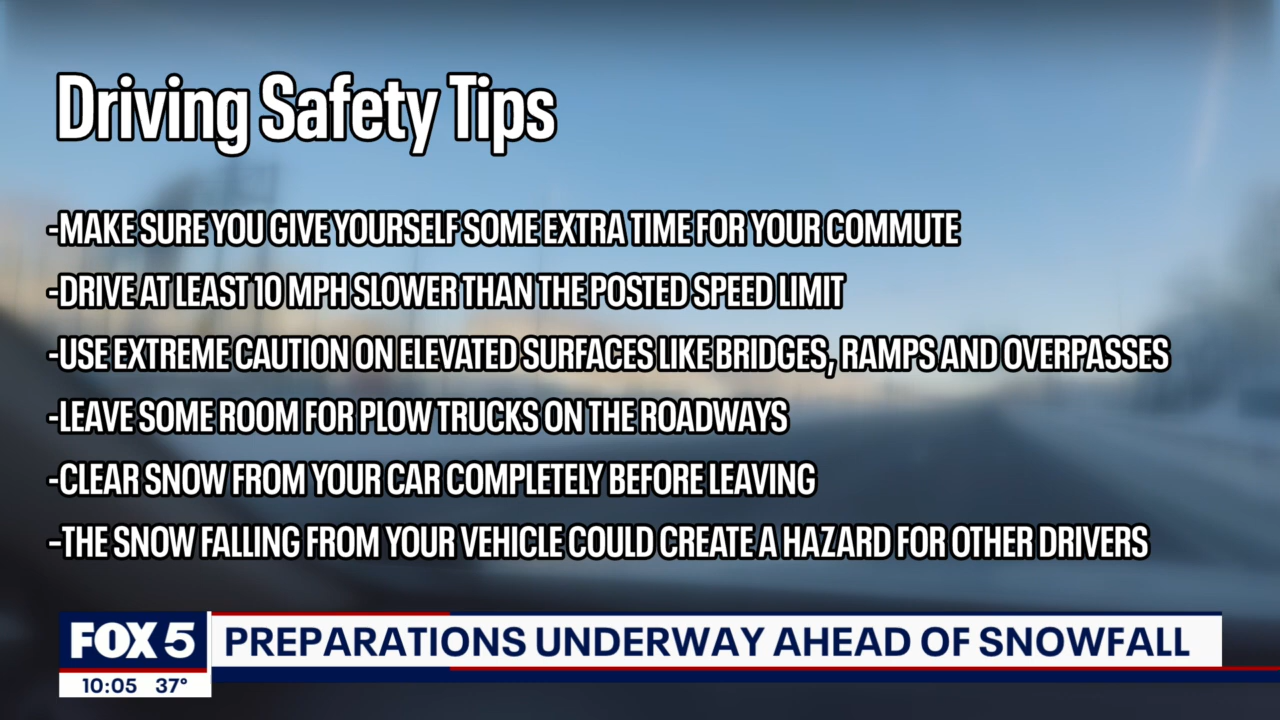 Driving Safety Tips
-MAKE SURE YOU GIVE YOURSELF SOME EXTRA TIME FOR YOUR COMMUTE
-DRIVE AT LEAST 10 MPH SLOWER THAN THE POSTED SPEED LIMIT
-USE EXTREME CAUTION ON ELEVATED SURFACES LIKE BRIDGES, RAMPS AND OVERPASSES
-LEAVE SOME ROOM FOR PLOW TRUCKS ON THE ROADWAYS
-CLEAR SNOW FROM YOUR CAR COMPLETELY BEFORE LEAVING
-THE SNOW FALLING FROM YOUR VEHICLE COULD CREATE A HAZARD FOR OTHER DRIVERS
FOX 5
PREPARATIONS UNDERWAY AHEAD OF SNOWFALL
10:05 37°